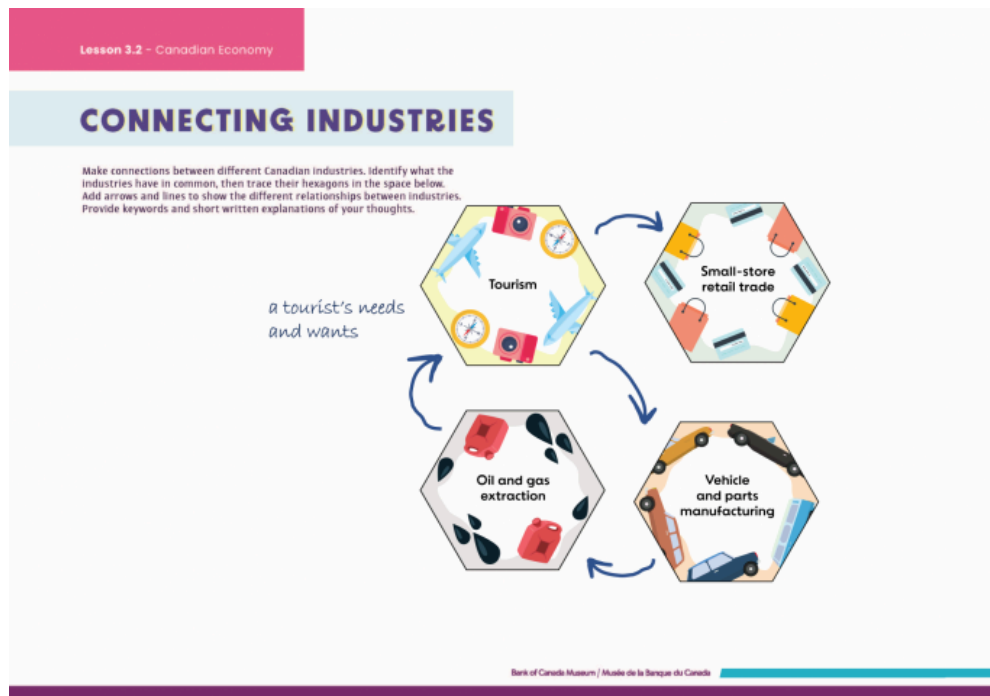 Lesson 3.2 - Canadian Economy
CONNECTING INDUSTRIES
Make connections between different Canadian industries. Identify what the
industries have in common, then trace their hexagons in the space below.
Add arrows and lines to show the different relationships between industries.
Provide keywords and short written explanations of your thoughts.
Tourism
Small-store
retail trade
a tourist's needs
and wants
Oil and gas
extraction
Vehicle
and parts
manufacturing
Bank of Canada Museum / Musée de la Banque du Canada